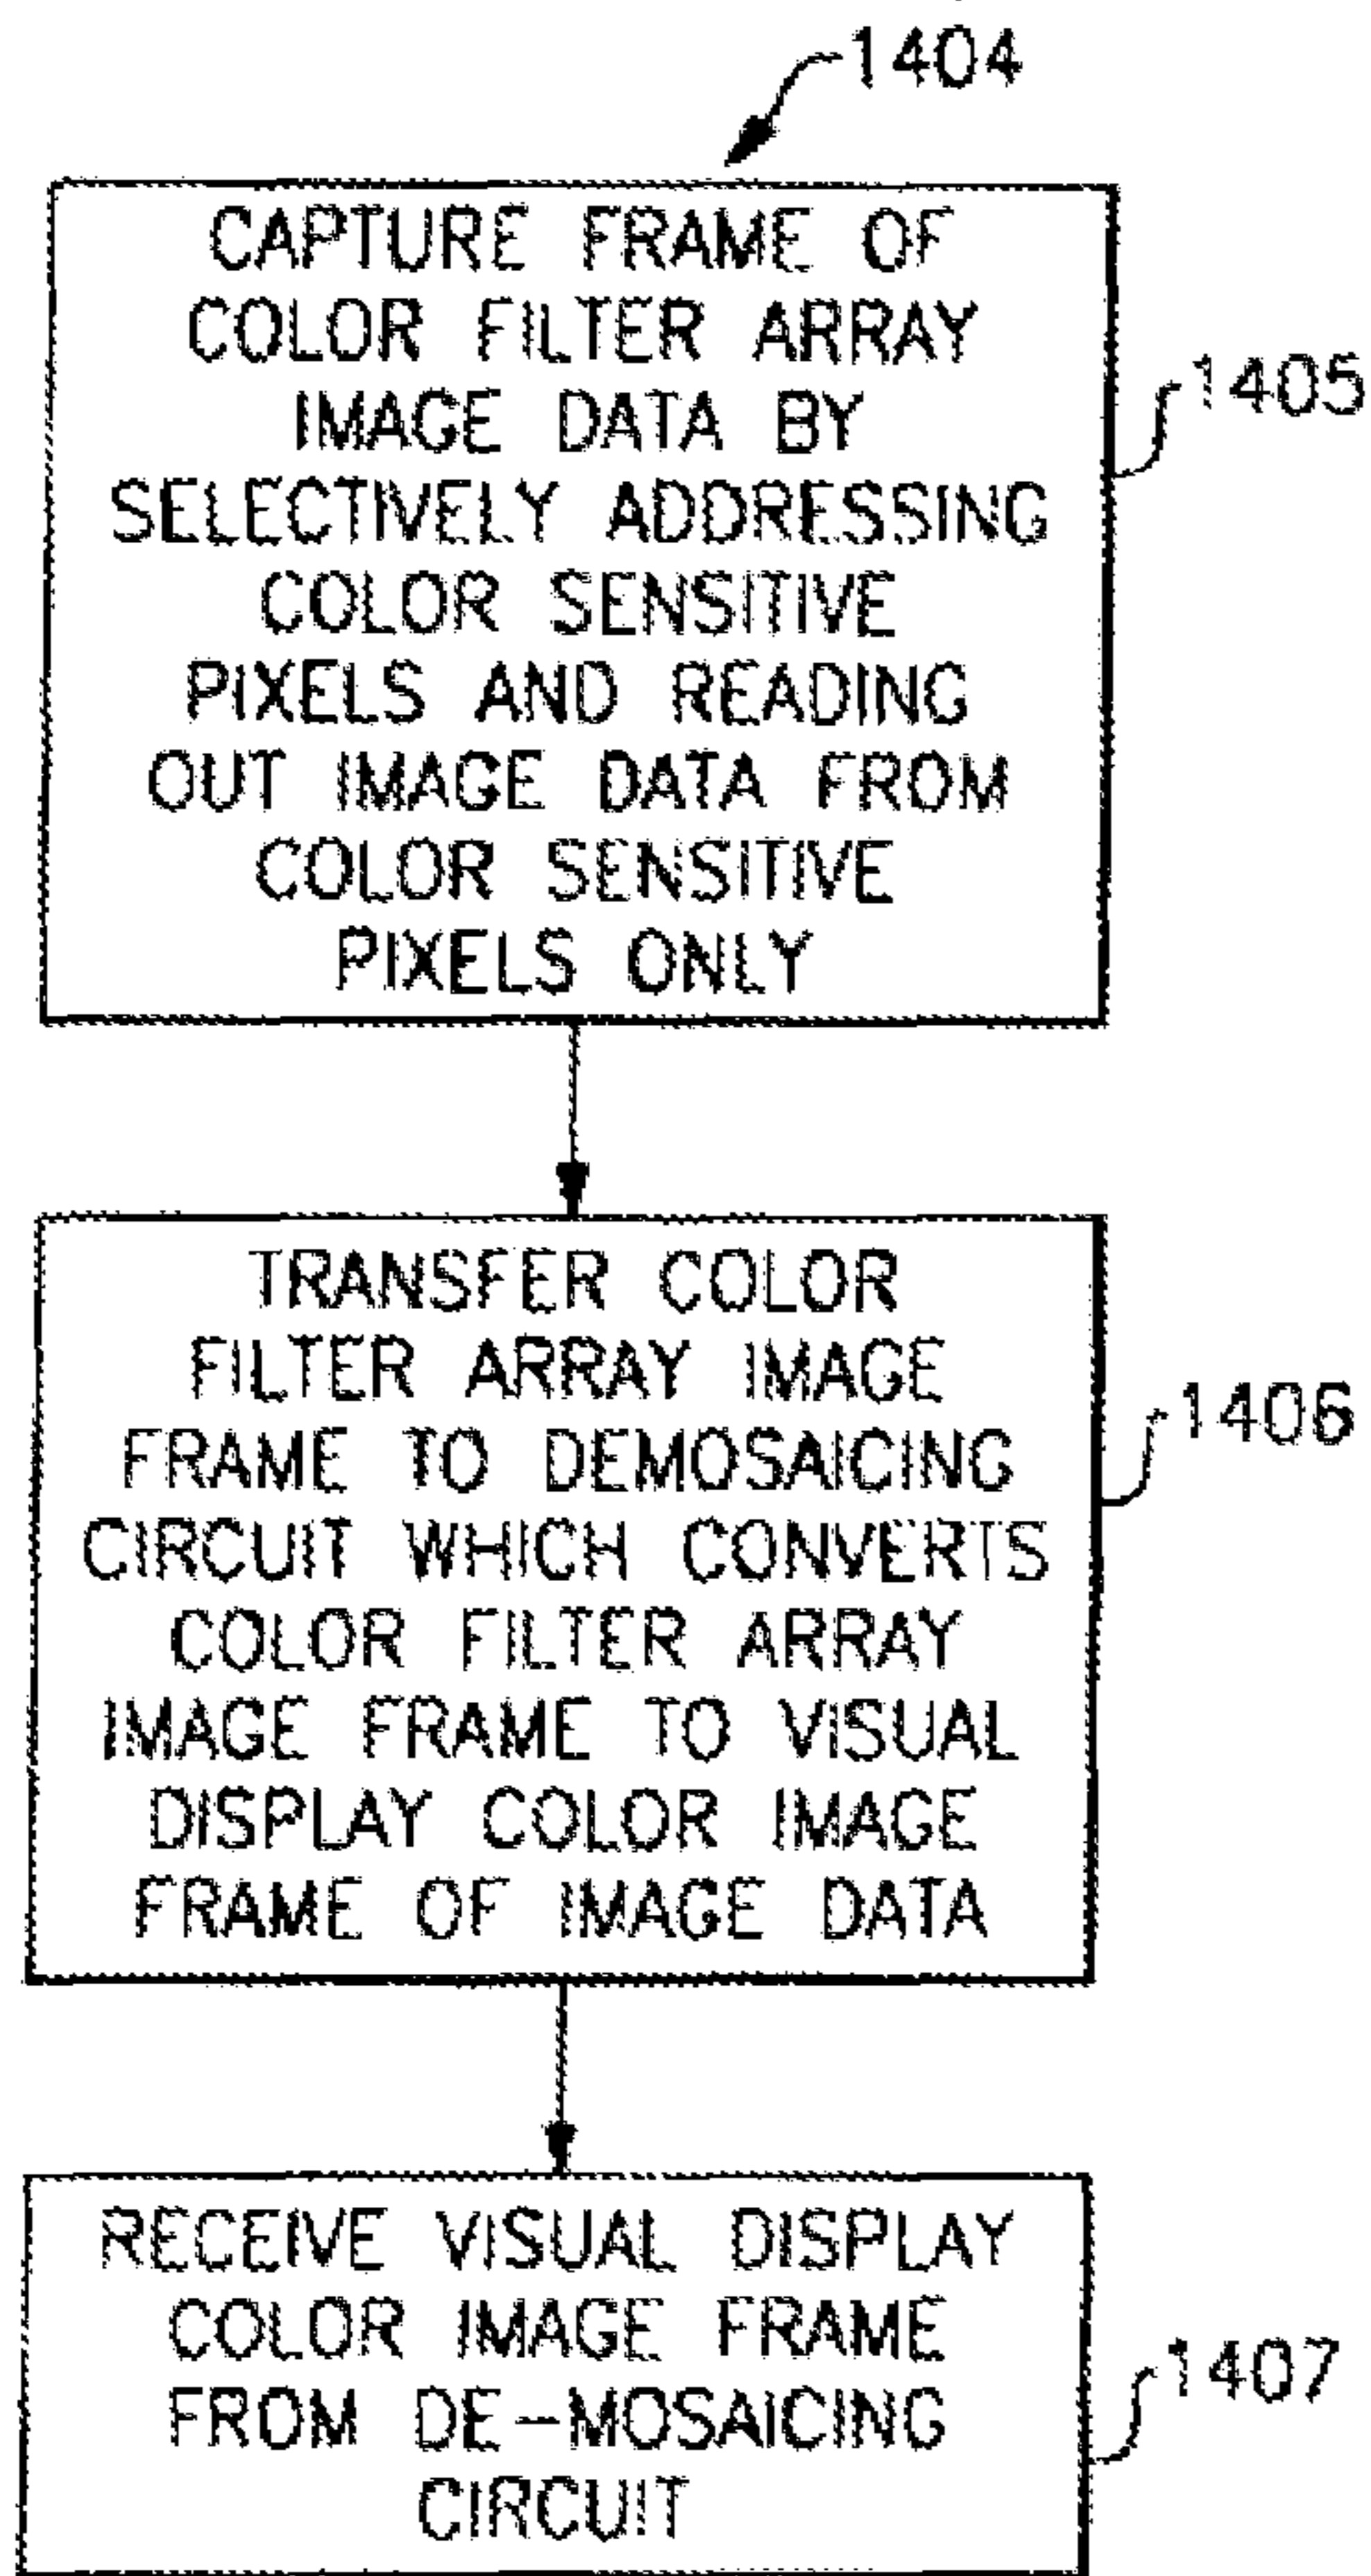 1404
CAPTURE FRAME OF
COLOR FILTER ARRAY
IMAGE DATA BY
SELECTIVELY ADDRESSING
COLOR SENSITIVE
PIXELS AND READING
OUT IMAGE DATA FROM
COLOR SENSITIVE
PIXELS ONLY
1405
TRANSFER COLOR
FILTER ARRAY IMAGE
FRAME TO DEMOSAICING
CIRCUIT WHICH CONVERTS
COLOR FILTER ARRAY
IMAGE FRAME TO VISUAL
DISPLAY COLOR IMAGE
FRAME OF IMAGE DATA
1406
RECEIVE VISUAL DISPLAY
COLOR IMAGE FRAME
FROM DE-MOSAICING
CIRCUIT
1407